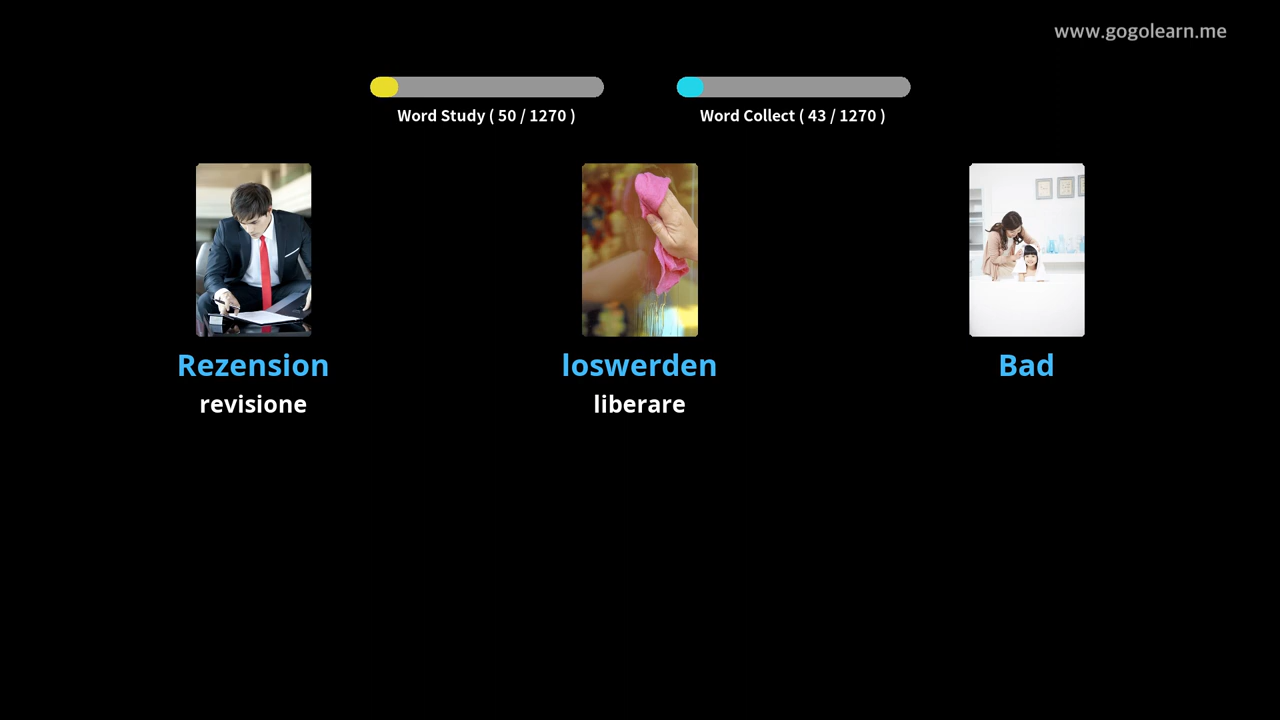 www.gogolearn.me
Word Study ( 50 / 1270 )
Word Collect ( 43 / 1270 )
Rezension
revisione
loswerden
liberare
Bad